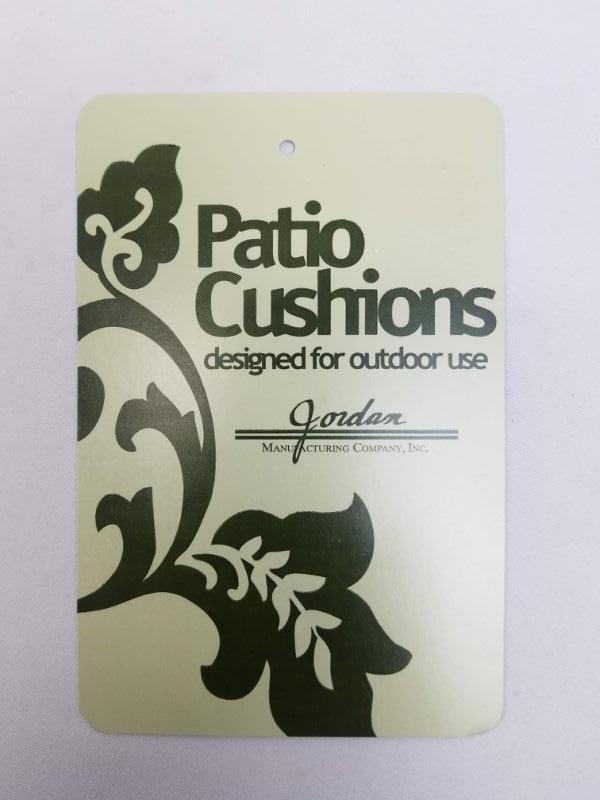 Patio
Cushions
designed for outdoor use
Jordan
MANUFACTURING COMPANY, INC.